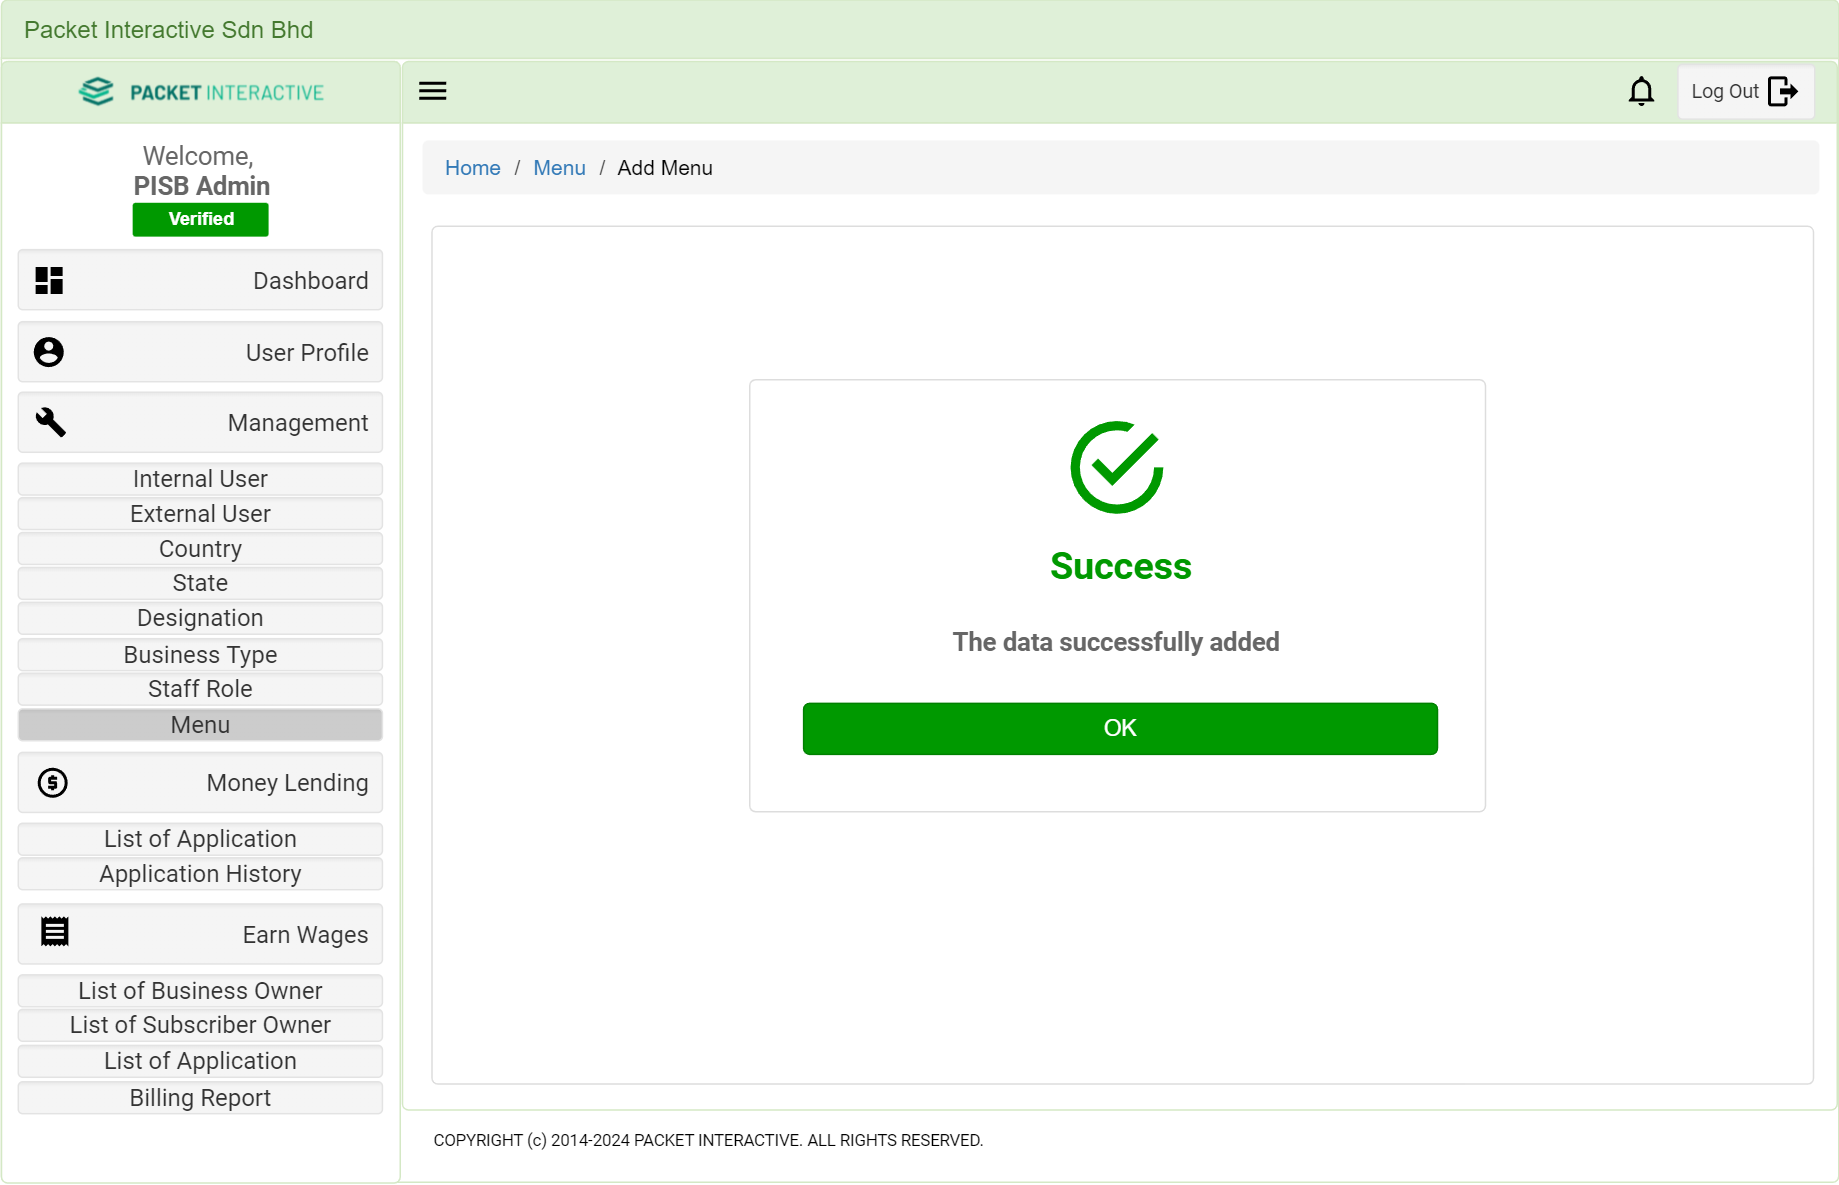 Packet Interactive Sdn Bhd
PACKET INTERACTIVE
Log Out
Welcome,
PISB Admin
Verified
Dashboard
User Profile
Management
Internal User
External User
Country
State
Designation
Business Type
Staff Role
Menu
Money Lending
List of Application
Application History
Earn Wages
List of Business Owner
List of Subscriber Owner
List of Application
Billing Report
Home / Menu / Add Menu
Success
The data successfully added
OK
COPYRIGHT (c) 2014-2024 PACKET INTERACTIVE. ALL RIGHTS RESERVED.